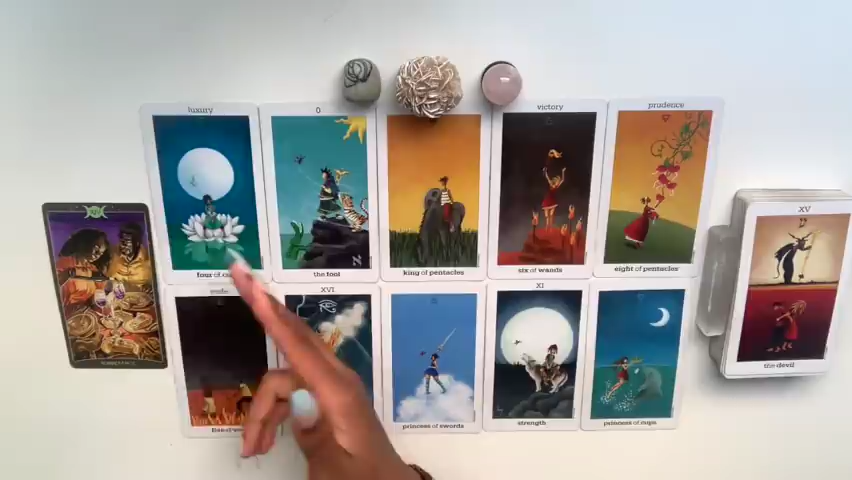 luxury
0
victory
prudence
four of
the fool
king of pentacles
six of wands
eight of pentacles
XV
the devil
XVI
XI
princess of swords
strength
princess of cups